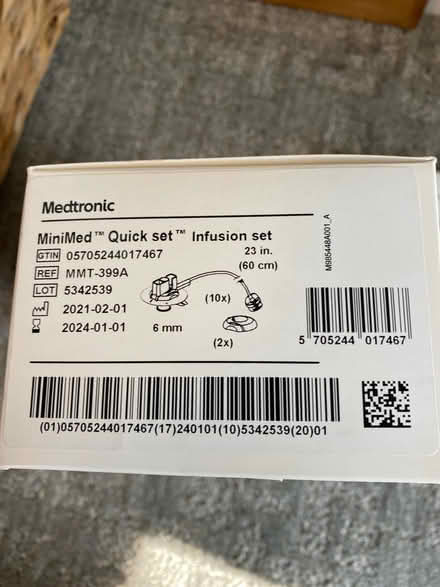 Medtronic
MiniMed™ Quick set™ Infusion set
GTIN 05705244017467
REF MMT-399A
LOT 5342539
2021-02-01
2024-01-01
23 in.
(60 cm)
(10x)
6 mm
(2x)
M985448A001_A
5 705244 017467
(01)05705244017467(17)240101(10)5342539(20)01